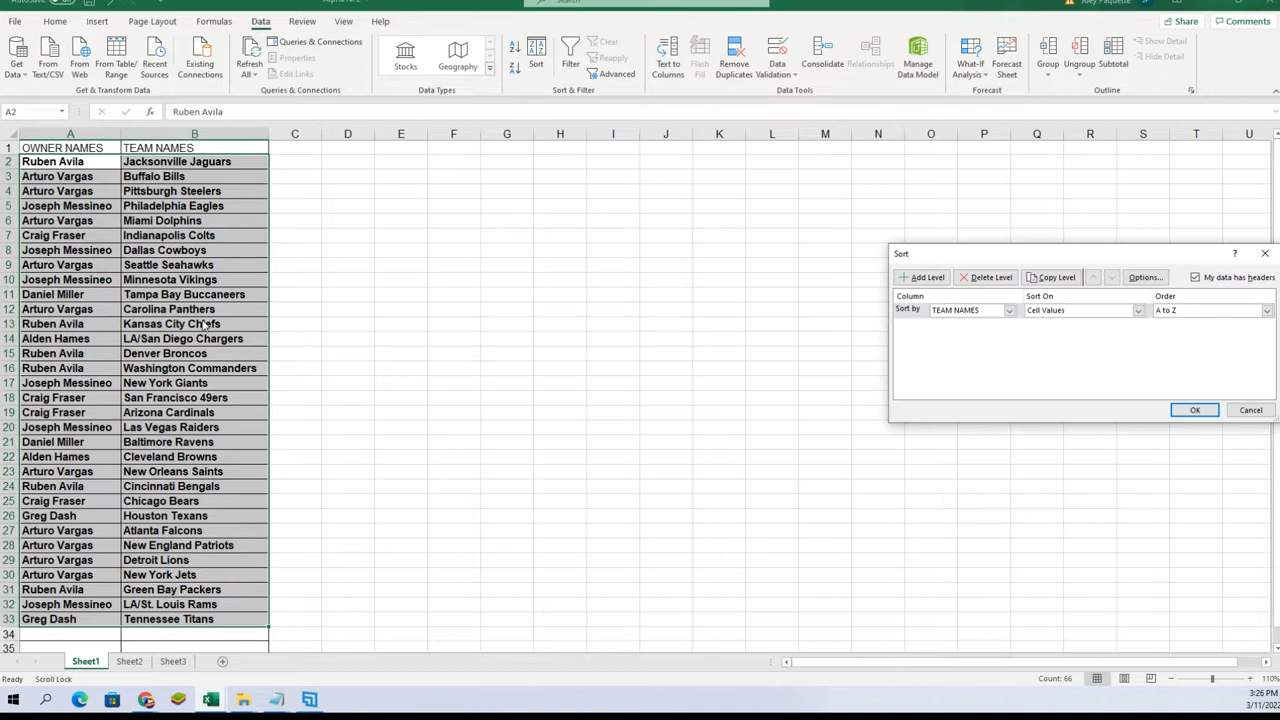 File Home Insert Page Layout Formulas Data Review View Help Share Comments
Get Data From Text/CSV From Web From Table/Range Recent Sources Existing Connections Refresh All Queries & Connections Properties Edit Links Stocks Geography Sort Filter Clear Reapply Advanced Text to Columns Flash Fill Remove Duplicates Data Validation Consolidate Relationships Manage Data Model What-If Analysis Forecast Sheet Group Ungroup Subtotal Show Detail Hide Detail
Get & Transform Data Queries & Connections Data Types Sort & Filter Data Tools Forecast Outline
A2 fx Ruben Avila
A B C D E F G H I J K L M N O P Q R S T U
1 OWNER NAMES TEAM NAMES
2 Ruben Avila Jacksonville Jaguars
3 Arturo Vargas Buffalo Bills
4 Arturo Vargas Pittsburgh Steelers
5 Joseph Messineo Philadelphia Eagles
6 Arturo Vargas Miami Dolphins
7 Craig Fraser Indianapolis Colts
8 Joseph Messineo Dallas Cowboys
9 Arturo Vargas Seattle Seahawks
10 Joseph Messineo Minnesota Vikings
11 Daniel Miller Tampa Bay Buccaneers
12 Arturo Vargas Carolina Panthers
13 Ruben Avila Kansas City Chiefs
14 Alden Hames LA/San Diego Chargers
15 Ruben Avila Denver Broncos
16 Ruben Avila Washington Commanders
17 Joseph Messineo New York Giants
18 Craig Fraser San Francisco 49ers
19 Craig Fraser Arizona Cardinals
20 Joseph Messineo Las Vegas Raiders
21 Daniel Miller Baltimore Ravens
22 Alden Hames Cleveland Browns
23 Arturo Vargas New Orleans Saints
24 Ruben Avila Cincinnati Bengals
25 Craig Fraser Chicago Bears
26 Greg Dash Houston Texans
27 Arturo Vargas Atlanta Falcons
28 Arturo Vargas New England Patriots
29 Arturo Vargas Detroit Lions
30 Arturo Vargas New York Jets
31 Ruben Avila Green Bay Packers
32 Joseph Messineo LA/St. Louis Rams
33 Greg Dash Tennessee Titans
34
35
Sort ?
Add Level Delete Level Copy Level Options... My data has headers
Column Sort On Order
Sort by TEAM NAMES Cell Values A to Z
OK Cancel
Sheet1 Sheet2 Sheet3
Ready Scroll Lock Count: 66 110%
3:26 PM
3/11/202